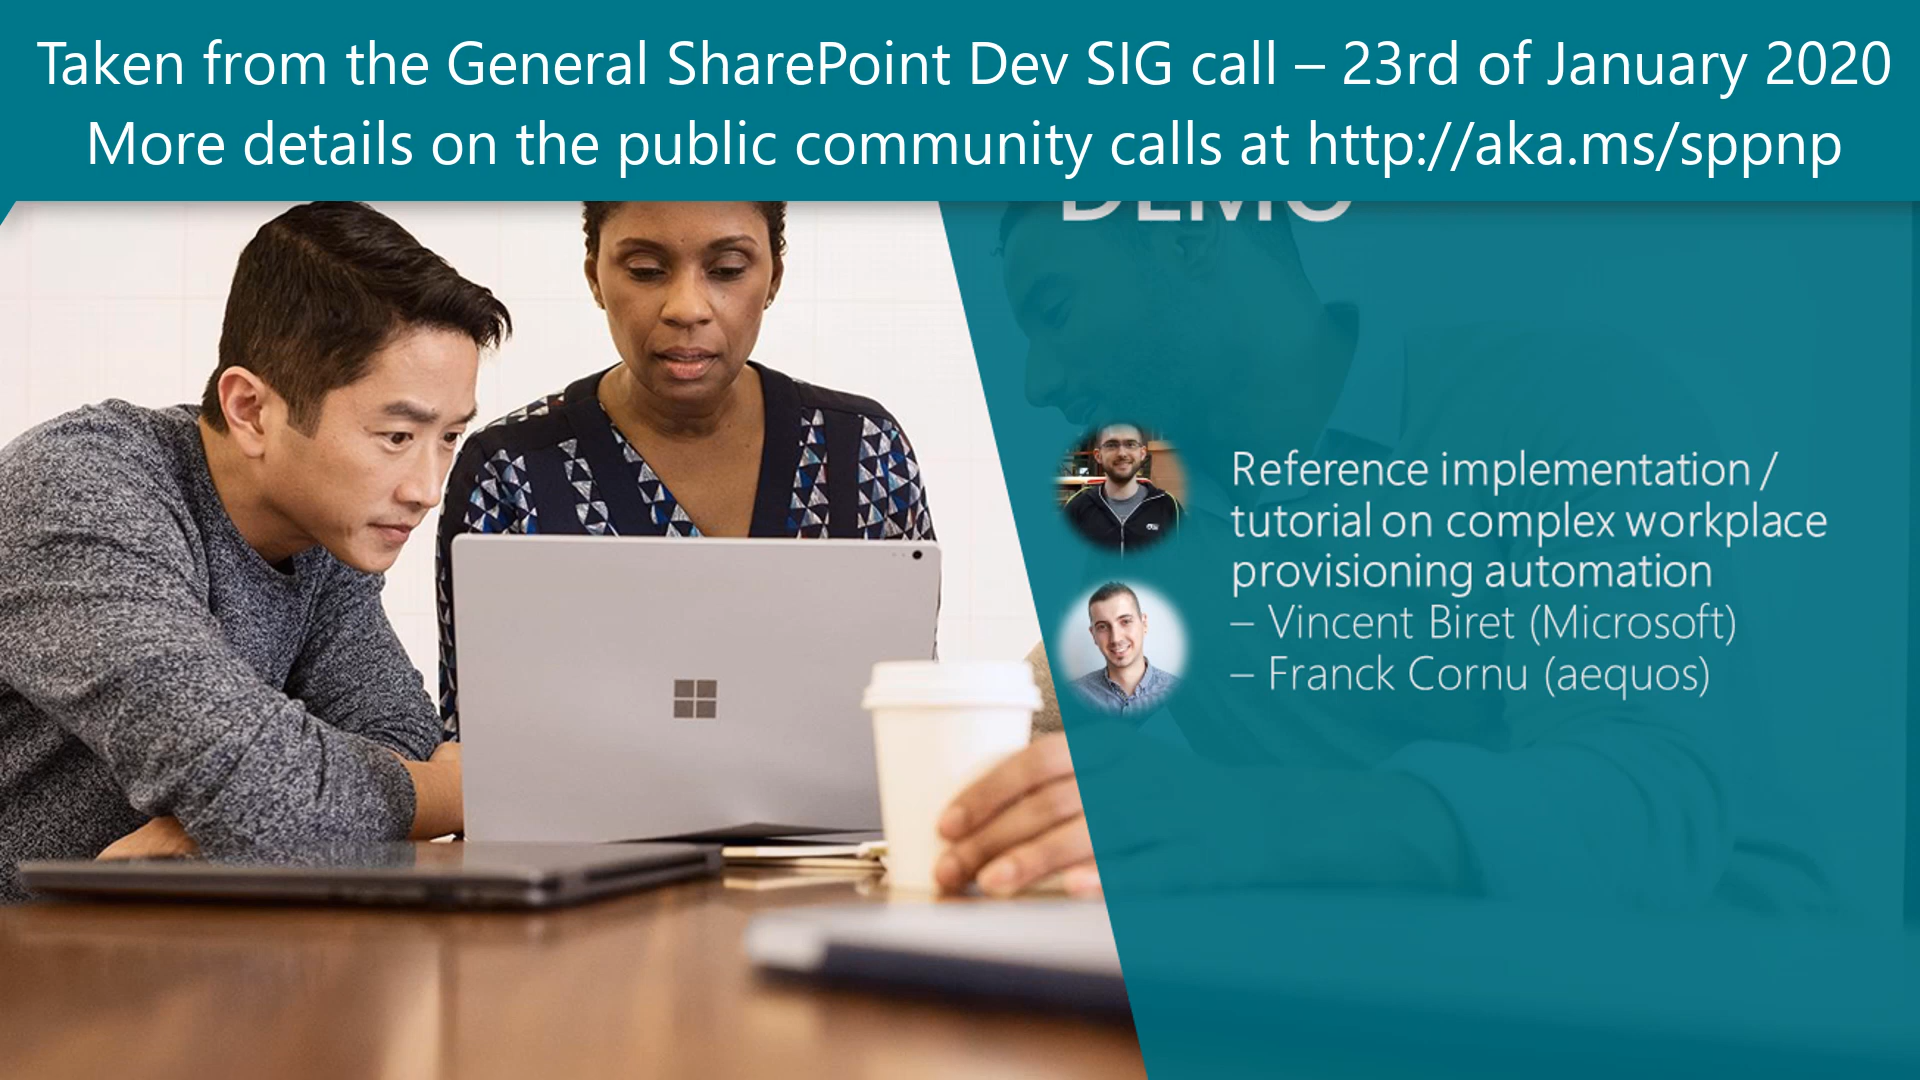 Taken from the General SharePoint Dev SIG call – 23rd of January 2020
More details on the public community calls at http://aka.ms/sppnp
DEMO
Reference implementation /
tutorial on complex workplace
provisioning automation
– Vincent Biret (Microsoft)
– Franck Cornu (aequos)